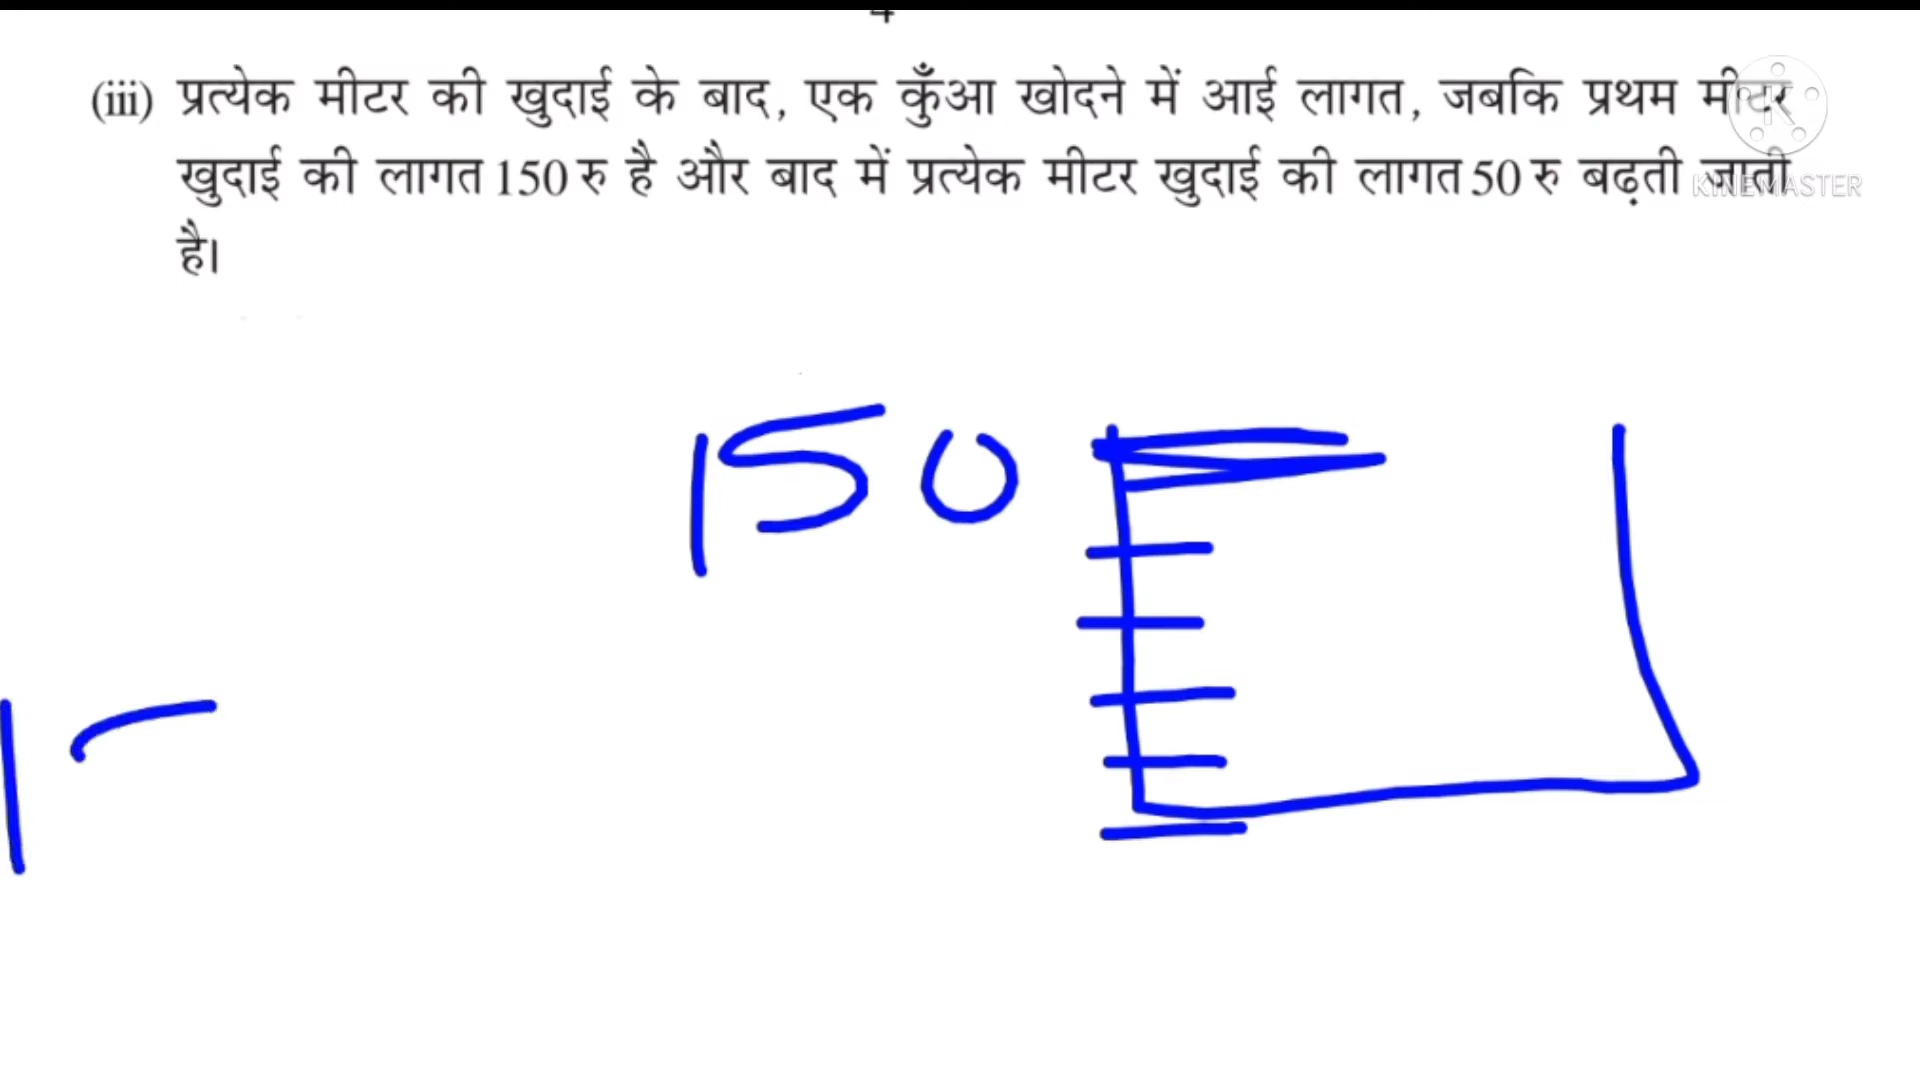 (iii) प्रत्येक मीटर की खुदाई के बाद, एक कुँआ खोदने में आई लागत, जबकि प्रथम मीटर
खुदाई की लागत 150 रु है और बाद में प्रत्येक मीटर खुदाई की लागत 50 रु बढ़ती जाती
है।
KINEMASTER
150
1